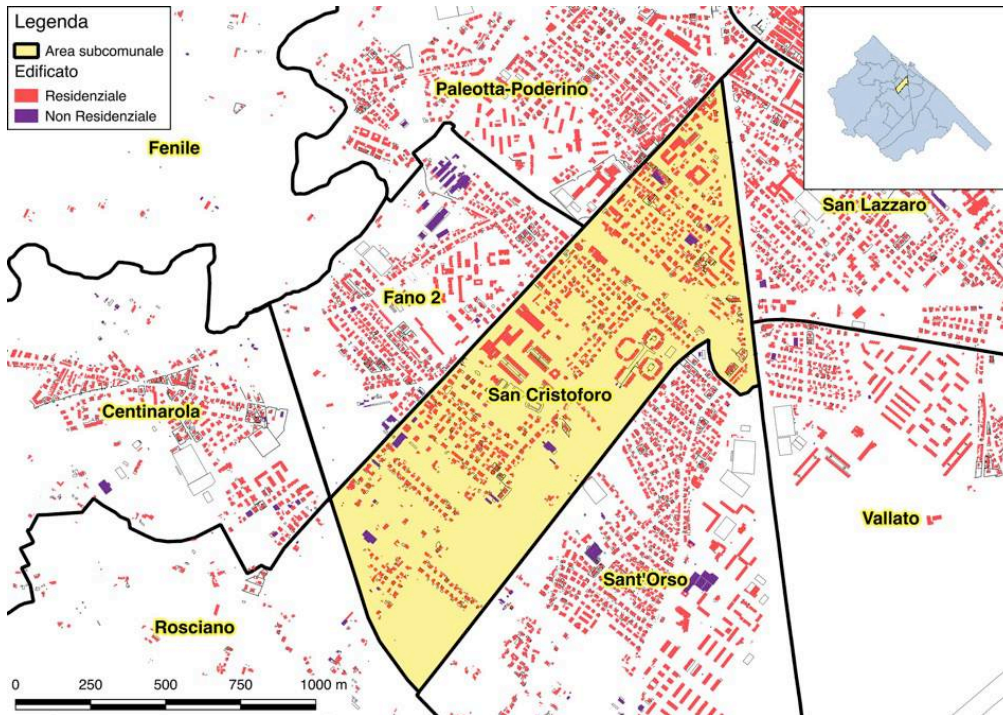 Legenda
Area subcomunale
Edificato
Residenziale
Non Residenziale
Paleotta-Poderino
Fenile
San Lazzaro
Fano 2
San Cristoforo
Centinarola
Vallato
Sant'Orso
Rosciano
0 250 500 750 1000 m